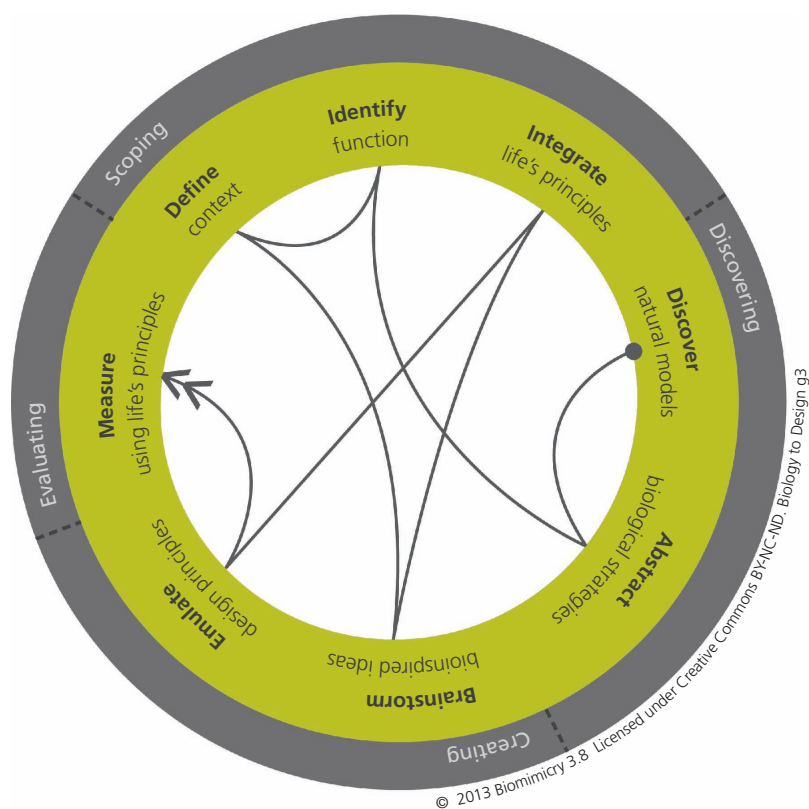 Scoping
Identify
function
Integrate
life's principles
Define
context
Discovering
Discover
natural models
Measure
using life's principles
Evaluating
Abstract
biological strategies
Emulate
design principles
Brainstorm
bioinspired ideas
Creating
© 2013 Biomimicry 3.8 Licensed under Creative Commons BY-NC-ND. Biology to Design g3